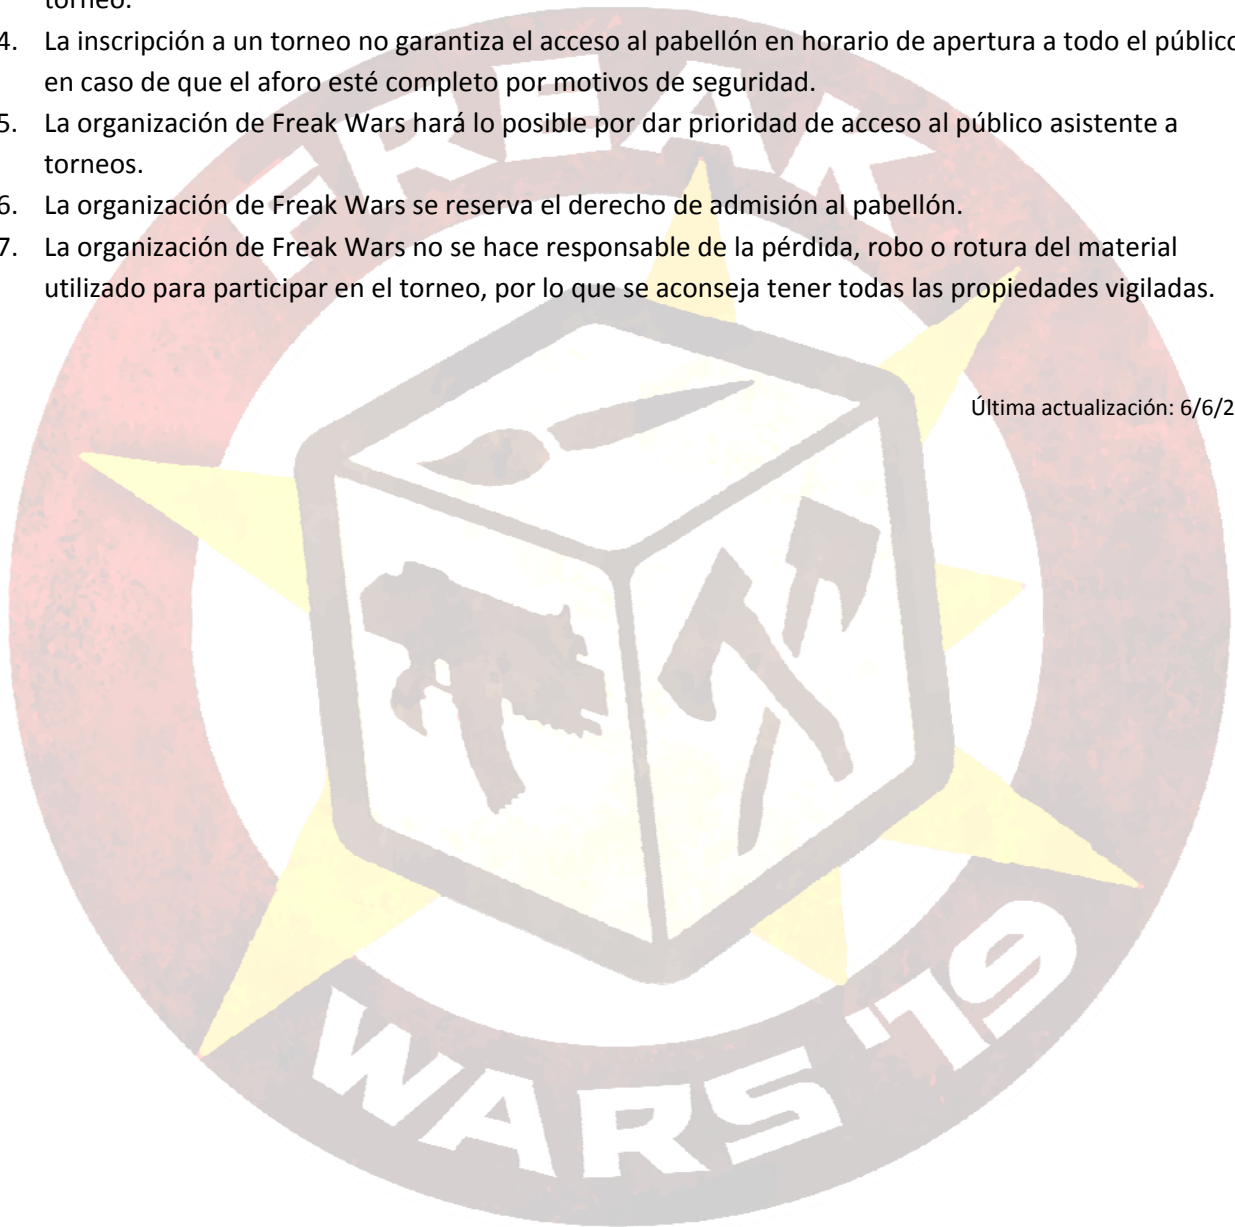 torneo.
4. La inscripción a un torneo no garantiza el acceso al pabellón en horario de apertura a todo el público
en caso de que el aforo esté completo por motivos de seguridad.
5. La organización de Freak Wars hará lo posible por dar prioridad de acceso al público asistente a
torneos.
6. La organización de Freak Wars se reserva el derecho de admisión al pabellón.
7. La organización de Freak Wars no se hace responsable de la pérdida, robo o rotura del material
utilizado para participar en el torneo, por lo que se aconseja tener todas las propiedades vigiladas.
Última actualización: 6/6/2
FREAK
WARS '19